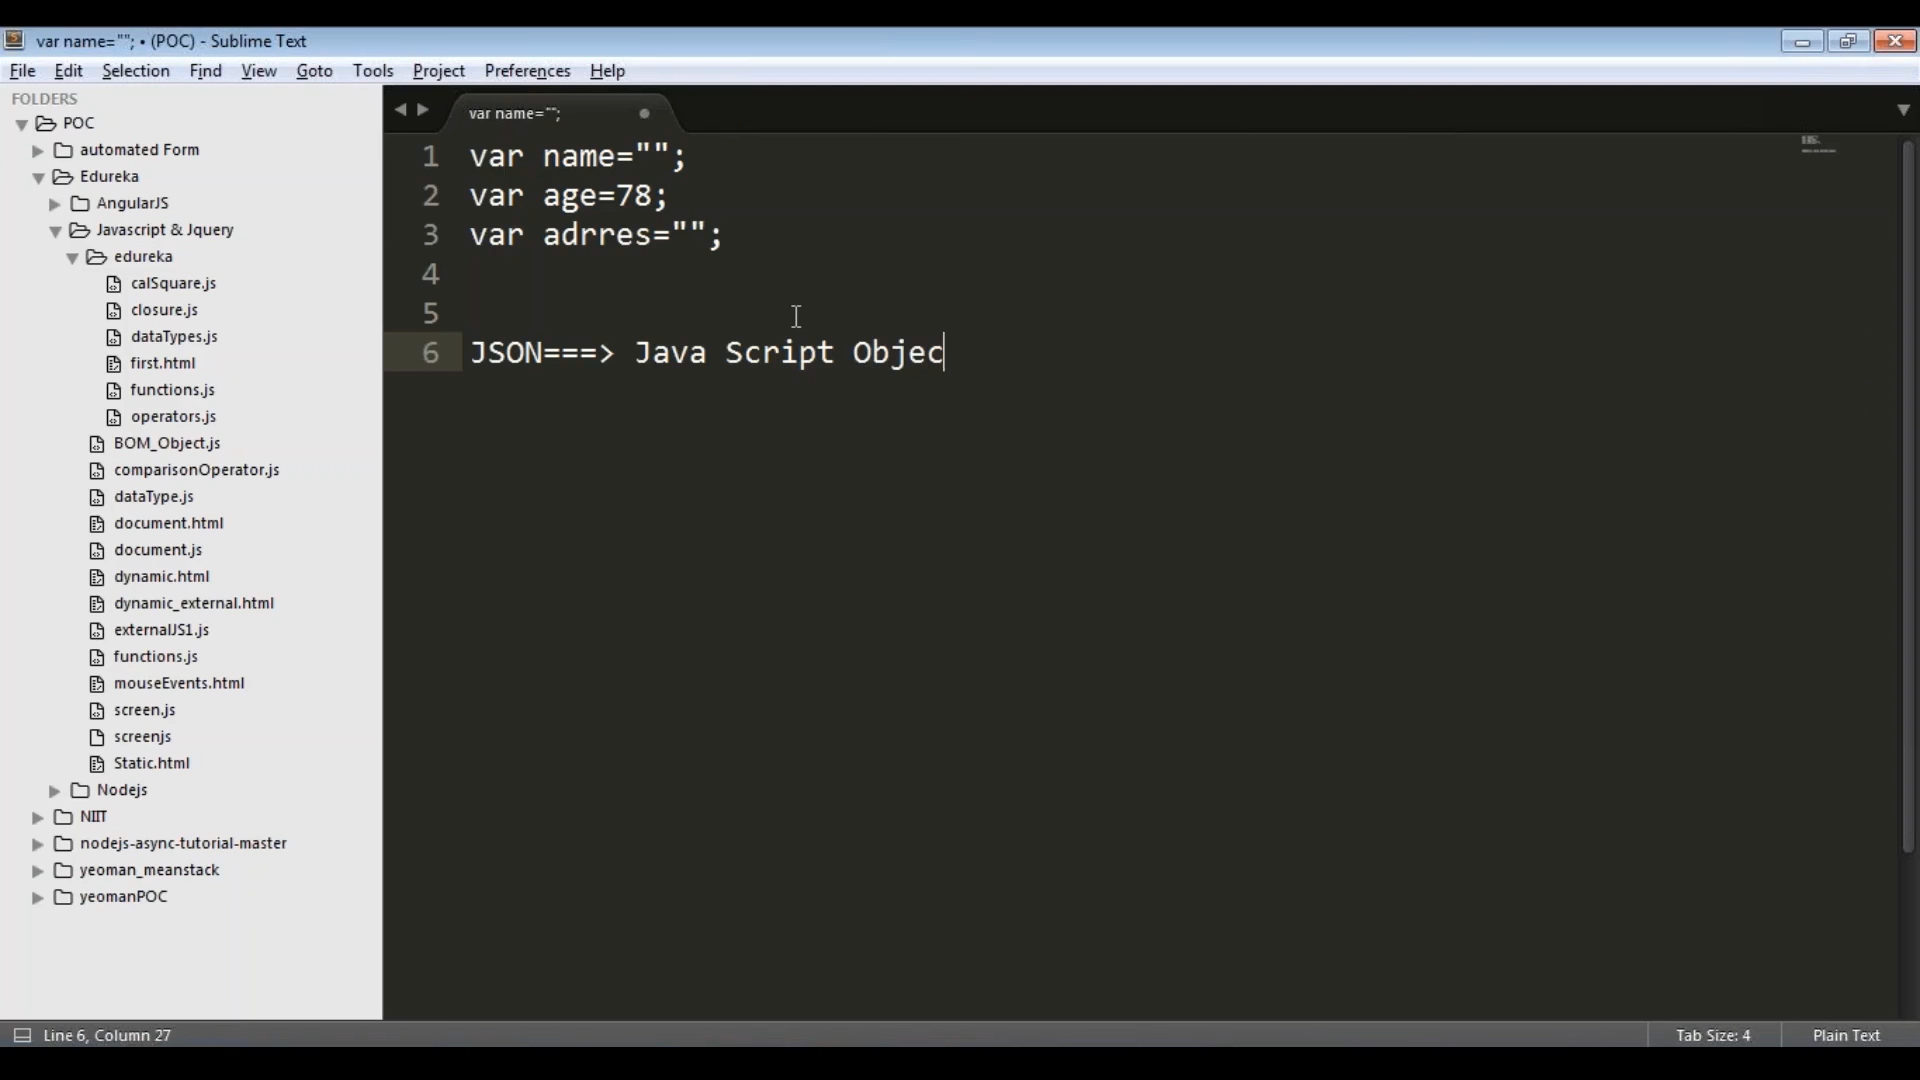 var name=""; • (POC) - Sublime Text
File Edit Selection Find View Goto Tools Project Preferences Help
FOLDERS
POC
automated Form
Edureka
AngularJS
Javascript & Jquery
edureka
calSquare.js
closure.js
dataTypes.js
first.html
functions.js
operators.js
BOM_Object.js
comparisonOperator.js
dataType.js
document.html
document.js
dynamic.html
dynamic_external.html
externalJS1.js
functions.js
mouseEvents.html
screen.js
screenjs
Static.html
Nodejs
NIIT
nodejs-async-tutorial-master
yeoman_meanstack
yeomanPOC
var name="";
1 var name="";
2 var age=78;
3 var adrres="";
4
5
6 JSON===> Java Script Objec
Line 6, Column 27
Tab Size: 4
Plain Text